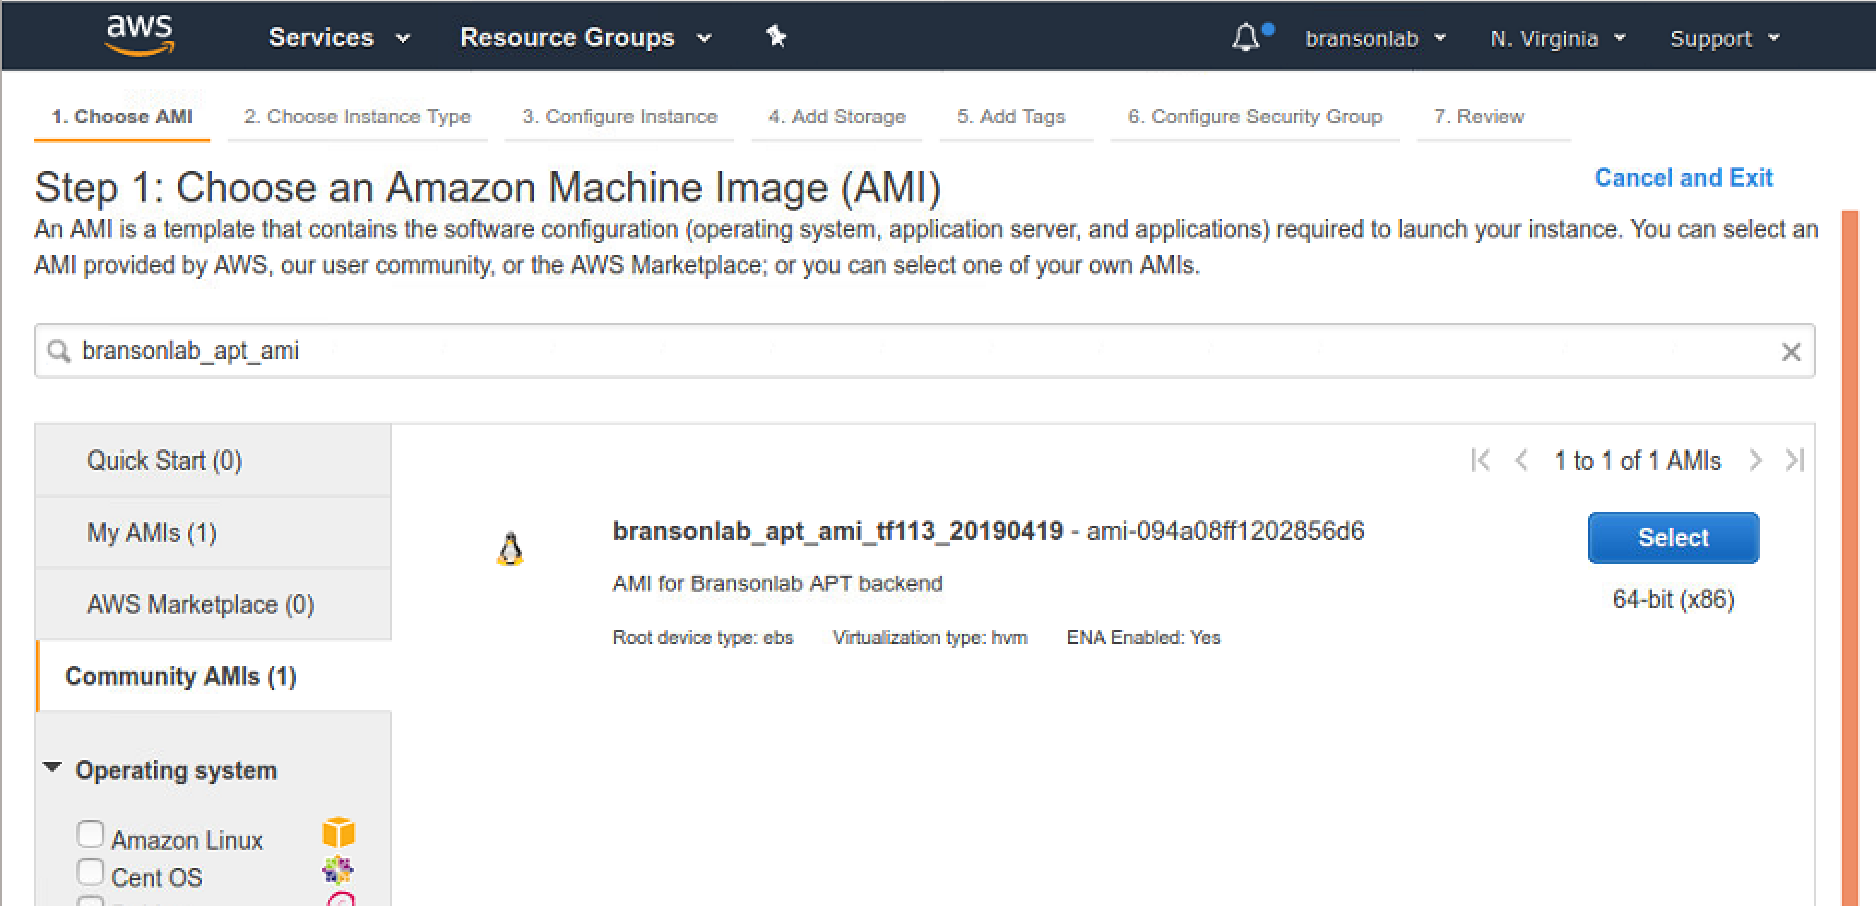 aws Services Resource Groups bransonlab N. Virginia Support
1. Choose AMI 2. Choose Instance Type 3. Configure Instance 4. Add Storage 5. Add Tags 6. Configure Security Group 7. Review
Step 1: Choose an Amazon Machine Image (AMI)
Cancel and Exit
An AMI is a template that contains the software configuration (operating system, application server, and applications) required to launch your instance. You can select an
AMI provided by AWS, our user community, or the AWS Marketplace; or you can select one of your own AMIs.
bransonlab_apt_ami
Quick Start (0)
My AMIs (1)
AWS Marketplace (0)
Community AMIs (1)
Operating system
Amazon Linux
Cent OS
1 to 1 of 1 AMIs
bransonlab_apt_ami_tf113_20190419 - ami-094a08ff1202856d6
Select
AMI for Bransonlab APT backend
64-bit (x86)
Root device type: ebs Virtualization type: hvm ENA Enabled: Yes